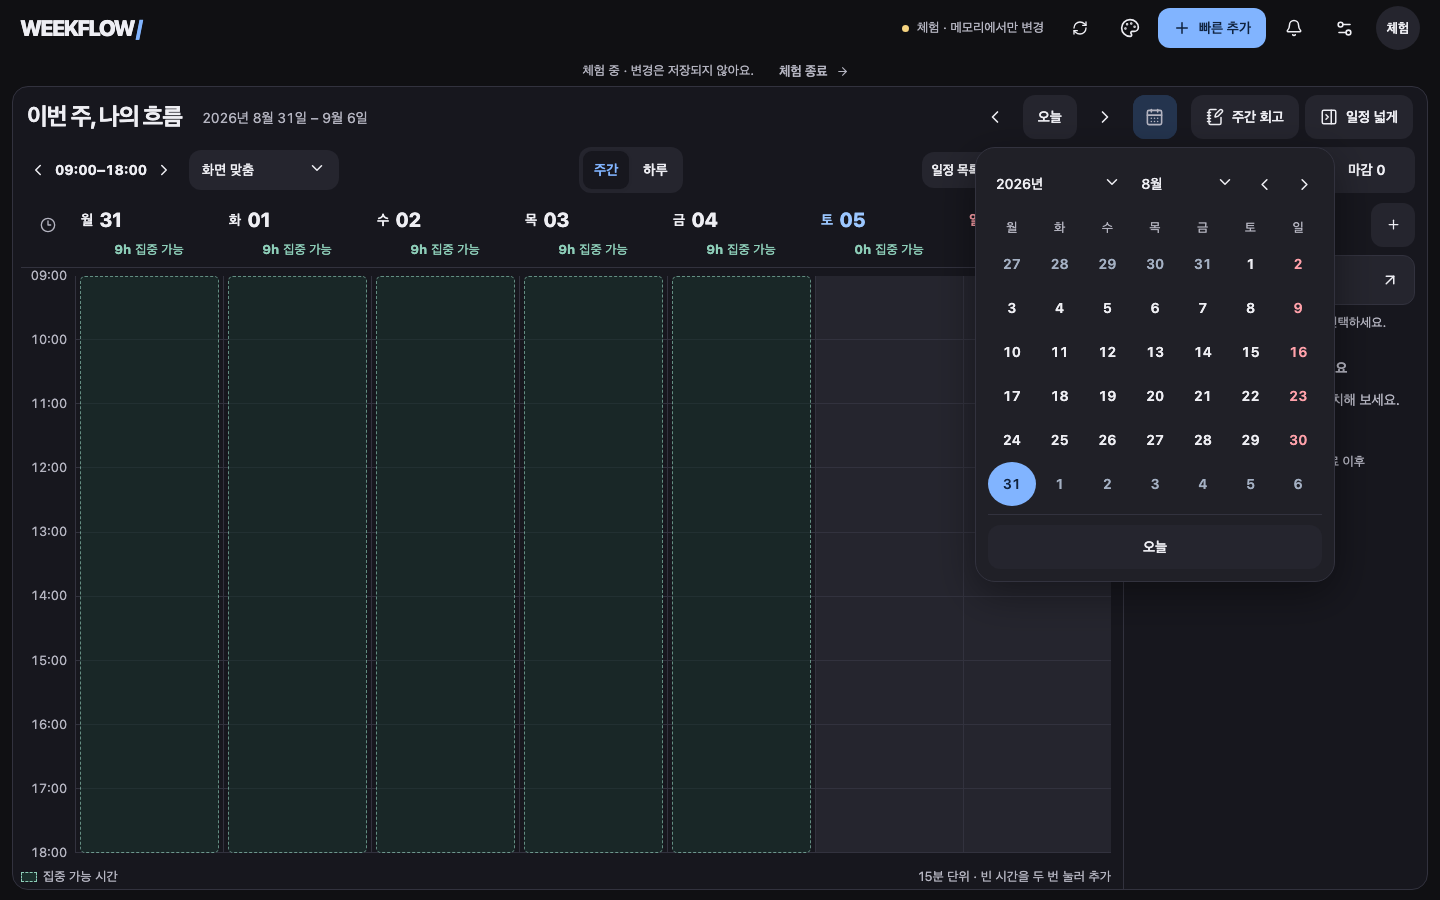 WEEKFLOW/
체험 · 메모리에서만 변경
빠른 추가
체험
체험 중 · 변경은 저장되지 않아요.
체험 종료 →
이번 주, 나의 흐름
2026년 8월 31일 – 9월 6일
오늘
주간 회고
일정 넓게
09:00–18:00
화면 맞춤
주간
하루
일정 목록
마감 0
월 31
화 01
수 02
목 03
금 04
토 05
9h 집중 가능
9h 집중 가능
9h 집중 가능
9h 집중 가능
9h 집중 가능
0h 집중 가능
2026년
8월
월 화 수 목 금 토 일
27 28 29 30 31 1 2
3 4 5 6 7 8 9
10 11 12 13 14 15 16
17 18 19 20 21 22 23
24 25 26 27 28 29 30
31 1 2 3 4 5 6
오늘
택하세요.
요
치해 보세요.
이후
09:00
10:00
11:00
12:00
13:00
14:00
15:00
16:00
17:00
18:00
집중 가능 시간
15분 단위 · 빈 시간을 두 번 눌러 추가